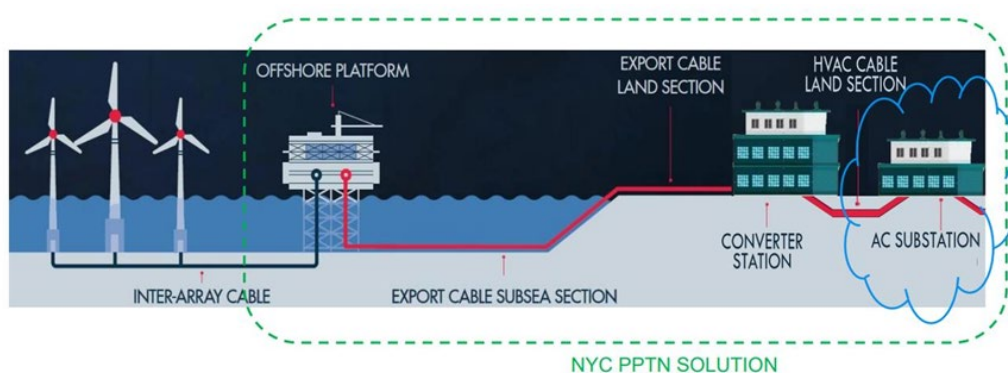 OFFSHORE PLATFORM
EXPORT CABLE
LAND SECTION
HVAC CABLE
LAND SECTION
INTER-ARRAY CABLE
EXPORT CABLE SUBSEA SECTION
CONVERTER
STATION
AC SUBSTATION
NYC PPTN SOLUTION